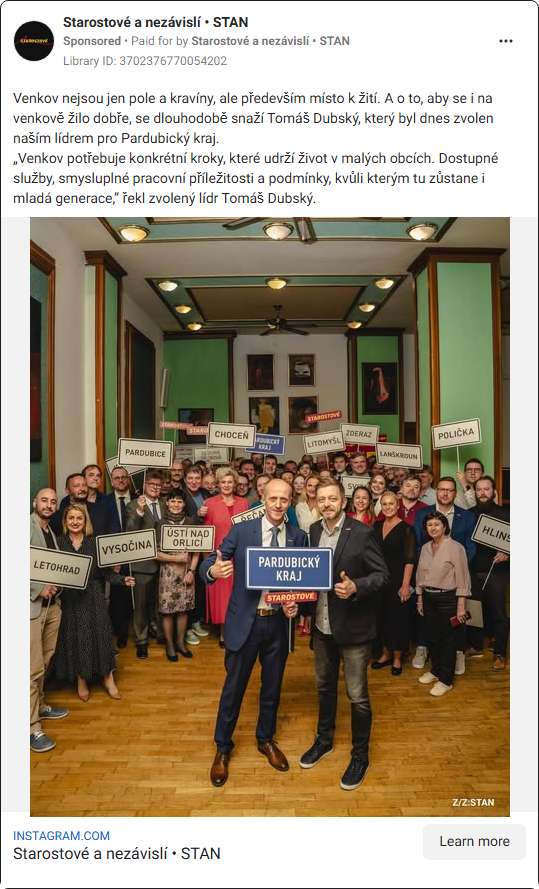 Starostové a nezávislí • STAN
Sponsored • Paid for by Starostové a nezávislí • STAN
Library ID: 3702376770054202
Venkov nejsou jen pole a kravíny, ale především místo k žití. A o to, aby se i na
venkově žilo dobře, se dlouhodobě snaží Tomáš Dubský, který byl dnes zvolen
naším lídrem pro Pardubický kraj.
„Venkov potřebuje konkrétní kroky, které udrží život v malých obcích. Dostupné
služby, smysluplné pracovní příležitosti a podmínky, kvůli kterým tu zůstane i
mladá generace,“ řekl zvolený lídr Tomáš Dubský.
STAROSTOVÉ
CHOCEŇ
PARDUBICKÝ
KRAJ
LITOMYŠL
ZDERAZ
POLIČKA
PARDUBICE
LANŠKROUN
LETOHRAD
VYSOČINA
ÚSTÍ NAD
ORLICÍ
HLINS
PARDUBICKÝ
KRAJ
STAROSTOVÉ
Z/Z:STAN
INSTAGRAM.COM
Starostové a nezávislí • STAN
Learn more